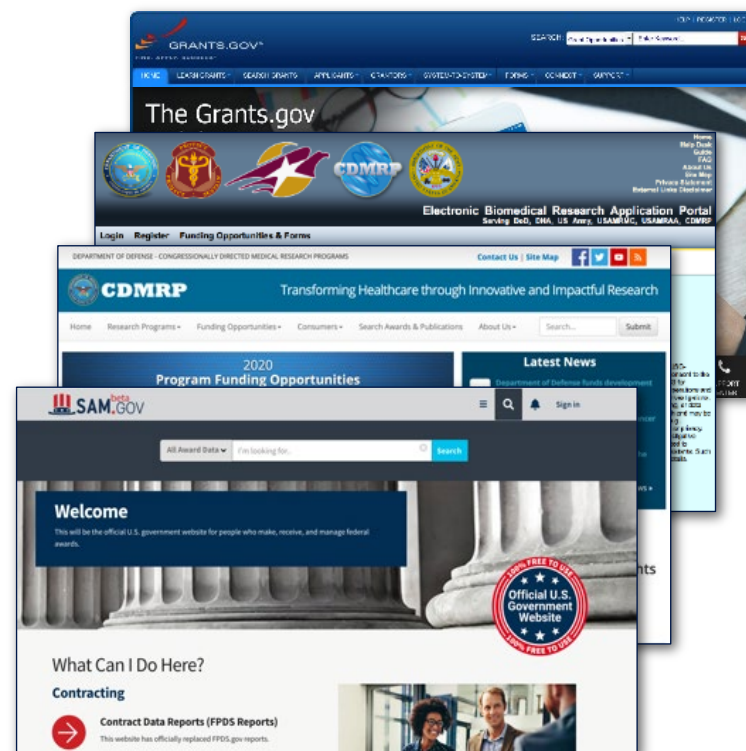 HELP | REGISTER | LO
GRANTS.GOV
SEARCH: Grant Opportunities Enter Keyword...
HOME LEARN GRANTS SEARCH GRANTS APPLICANTS GRANTORS SYSTEM-TO-SYSTEM FORMS CONNECT SUPPORT
The Grants.gov
CDMRP
Home
Help Desk
Guide
FAQ
About Us
Site Map
Privacy Statement
External Links Disclaimer
Electronic Biomedical Research Application Portal
Serving DoD, DHA, US Army, USAMRMC, USAMRAA, CDMRP
Login Register Funding Opportunities & Forms
DEPARTMENT OF DEFENSE - CONGRESSIONALLY DIRECTED MEDICAL RESEARCH PROGRAMS
Contact Us | Site Map
CDMRP
Transforming Healthcare through Innovative and Impactful Research
Home Research Programs Funding Opportunities Consumers Search Awards & Publications About Us Search... Submit
2020
Program Funding Opportunities
Latest News
Department of Defense funds development
SAM.GOV
beta
Sign in
All Award Data I'm looking for.. Search
Welcome
This will be the official U.S. government website for people who make, receive, and manage federal
awards.
100% FREE TO USE
Official U.S.
Government
Website
100% FREE TO USE
What Can I Do Here?
Contracting
Contract Data Reports (FPDS Reports)
This website has officially replaced FPDS.gov reports.